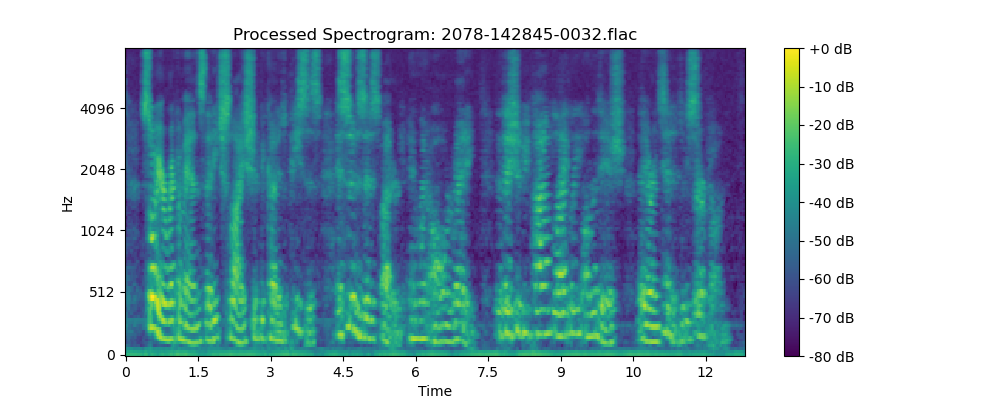 Processed Spectrogram: 2078-142845-0032.flac
Hz
4096
2048
1024
512
0
0 1.5 3 4.5 6 7.5 9 10 12
Time
+0 dB
-10 dB
-20 dB
-30 dB
-40 dB
-50 dB
-60 dB
-70 dB
-80 dB